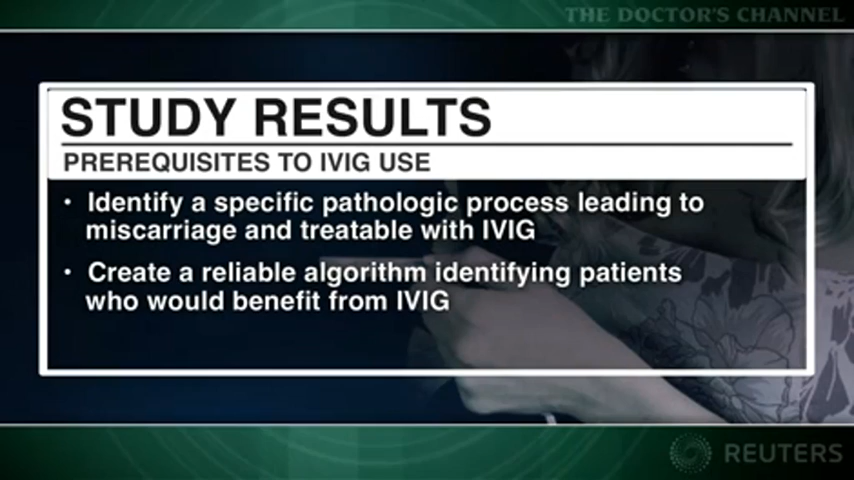 THE DOCTOR'S CHANNEL
STUDY RESULTS
PREREQUISITES TO IVIG USE
• Identify a specific pathologic process leading to
miscarriage and treatable with IVIG
• Create a reliable algorithm identifying patients
who would benefit from IVIG
REUTERS